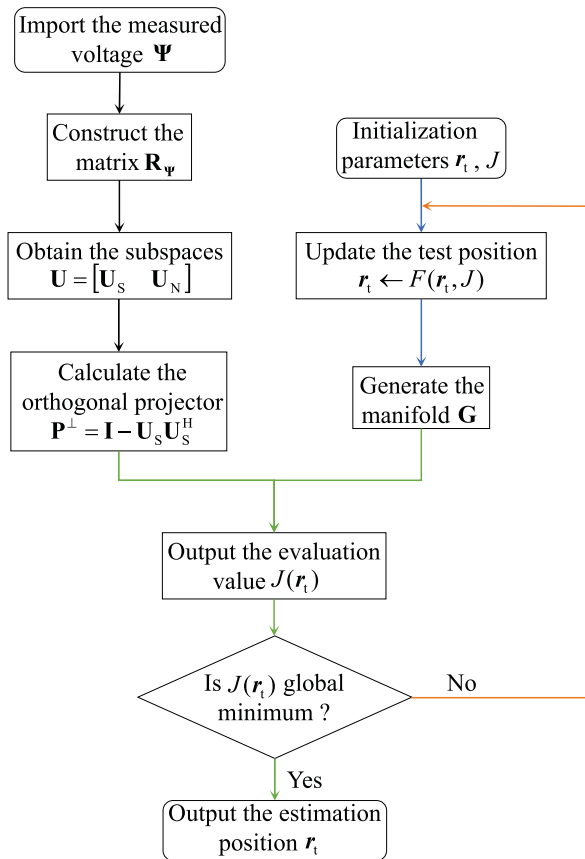 Import the measured
voltage Ψ
Construct the
matrix R_Ψ
Obtain the subspaces
U = [U_S U_N]
Calculate the
orthogonal projector
P^⊥ = I − U_S U_S^H
Initialization
parameters r_t , J
Update the test position
r_t ← F(r_t, J)
Generate the
manifold G
Output the evaluation
value J(r_t)
Is J(r_t) global
minimum ?
No
Yes
Output the estimation
position r_t